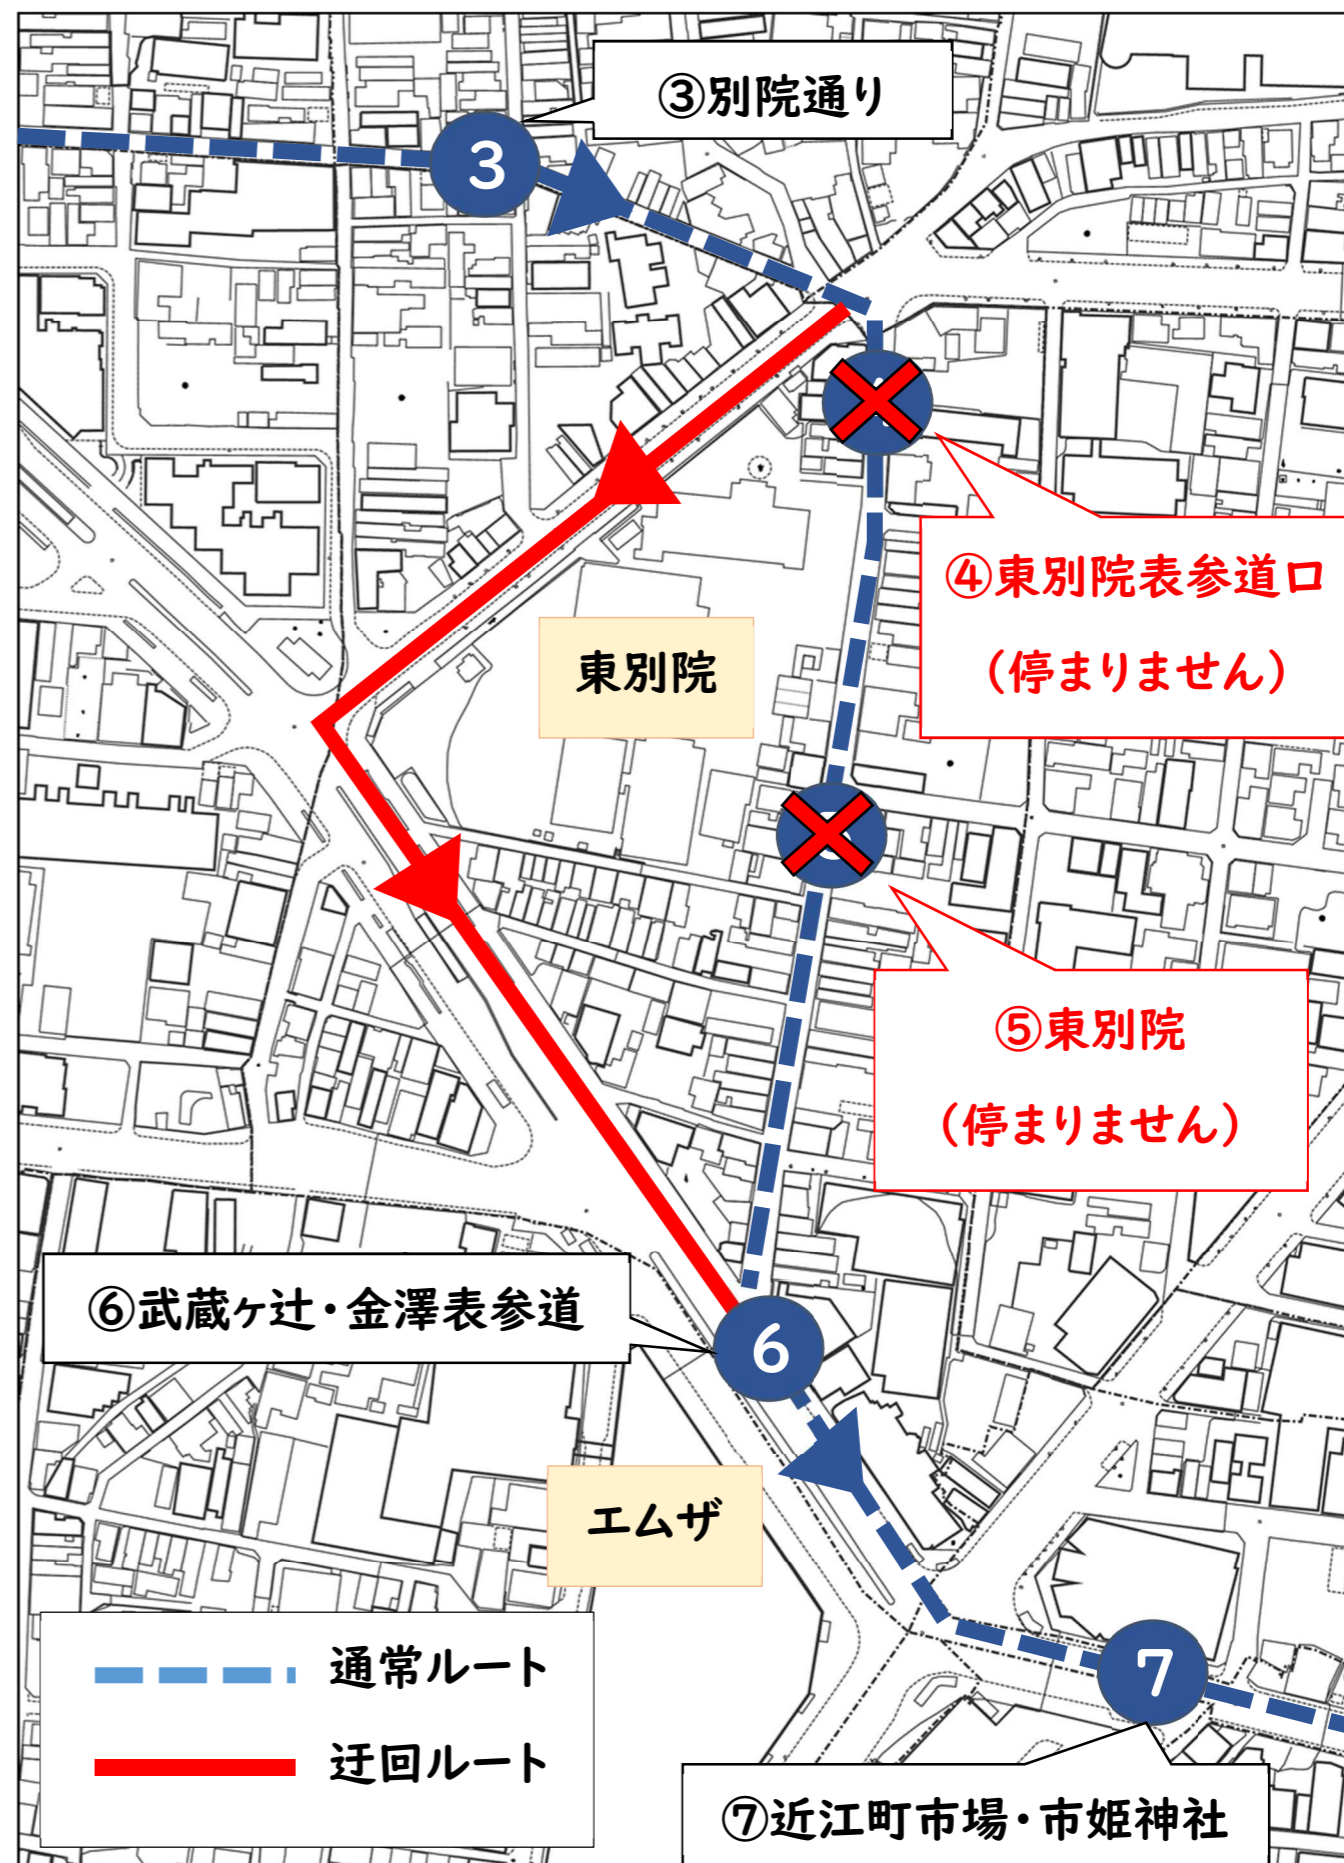 ③別院通り
3
④東別院表参道口
(停まりません)
東別院
⑤東別院
(停まりません)
⑥武蔵ヶ辻・金澤表参道
6
エムザ
通常ルート
迂回ルート
7
⑦近江町市場・市姫神社